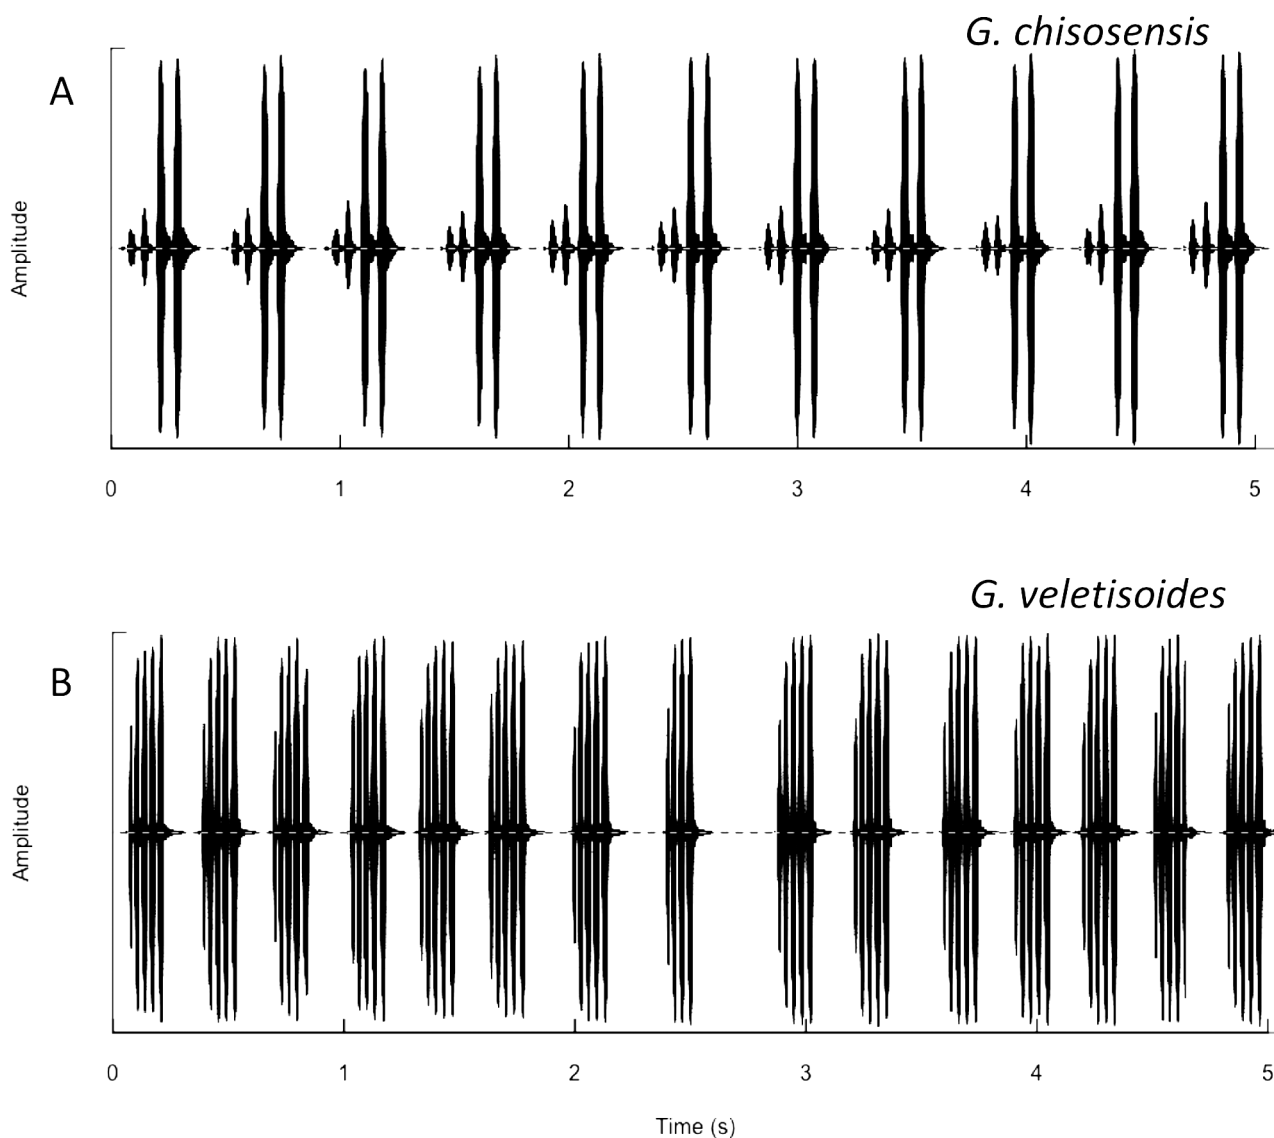 G. chisosensis
A
Amplitude
0 1 2 3 4 5
G. veletisoides
B
Amplitude
0 1 2 3 4 5
Time (s)